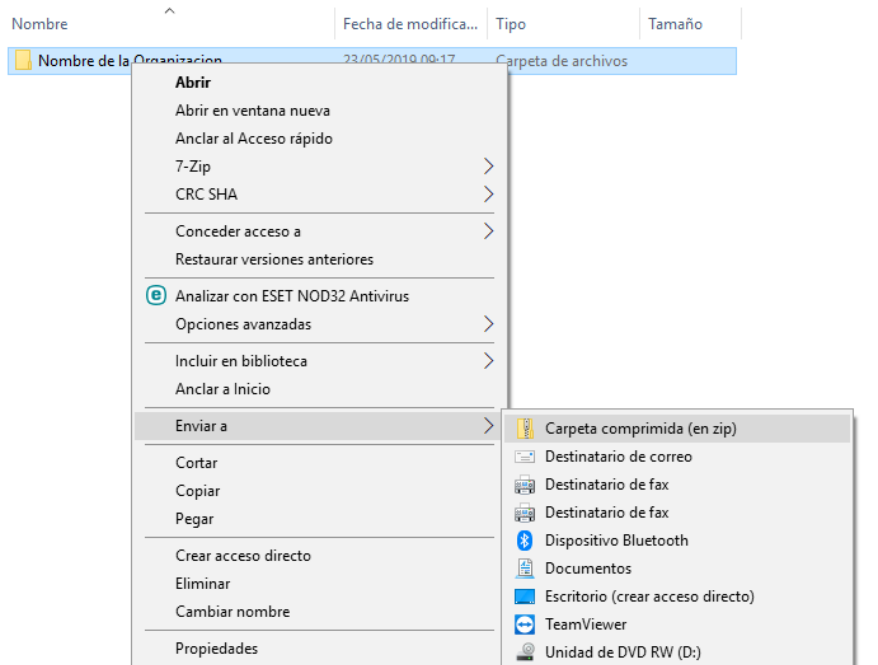 Nombre Fecha de modifica... Tipo Tamaño
Nombre de la Organizacion 23/05/2019 09:17 Carpeta de archivos
Abrir
Abrir en ventana nueva
Anclar al Acceso rápido
7-Zip
CRC SHA
Conceder acceso a
Restaurar versiones anteriores
Analizar con ESET NOD32 Antivirus
Opciones avanzadas
Incluir en biblioteca
Anclar a Inicio
Enviar a
Cortar
Copiar
Pegar
Crear acceso directo
Eliminar
Cambiar nombre
Propiedades
Carpeta comprimida (en zip)
Destinatario de correo
Destinatario de fax
Destinatario de fax
Dispositivo Bluetooth
Documentos
Escritorio (crear acceso directo)
TeamViewer
Unidad de DVD RW (D:)